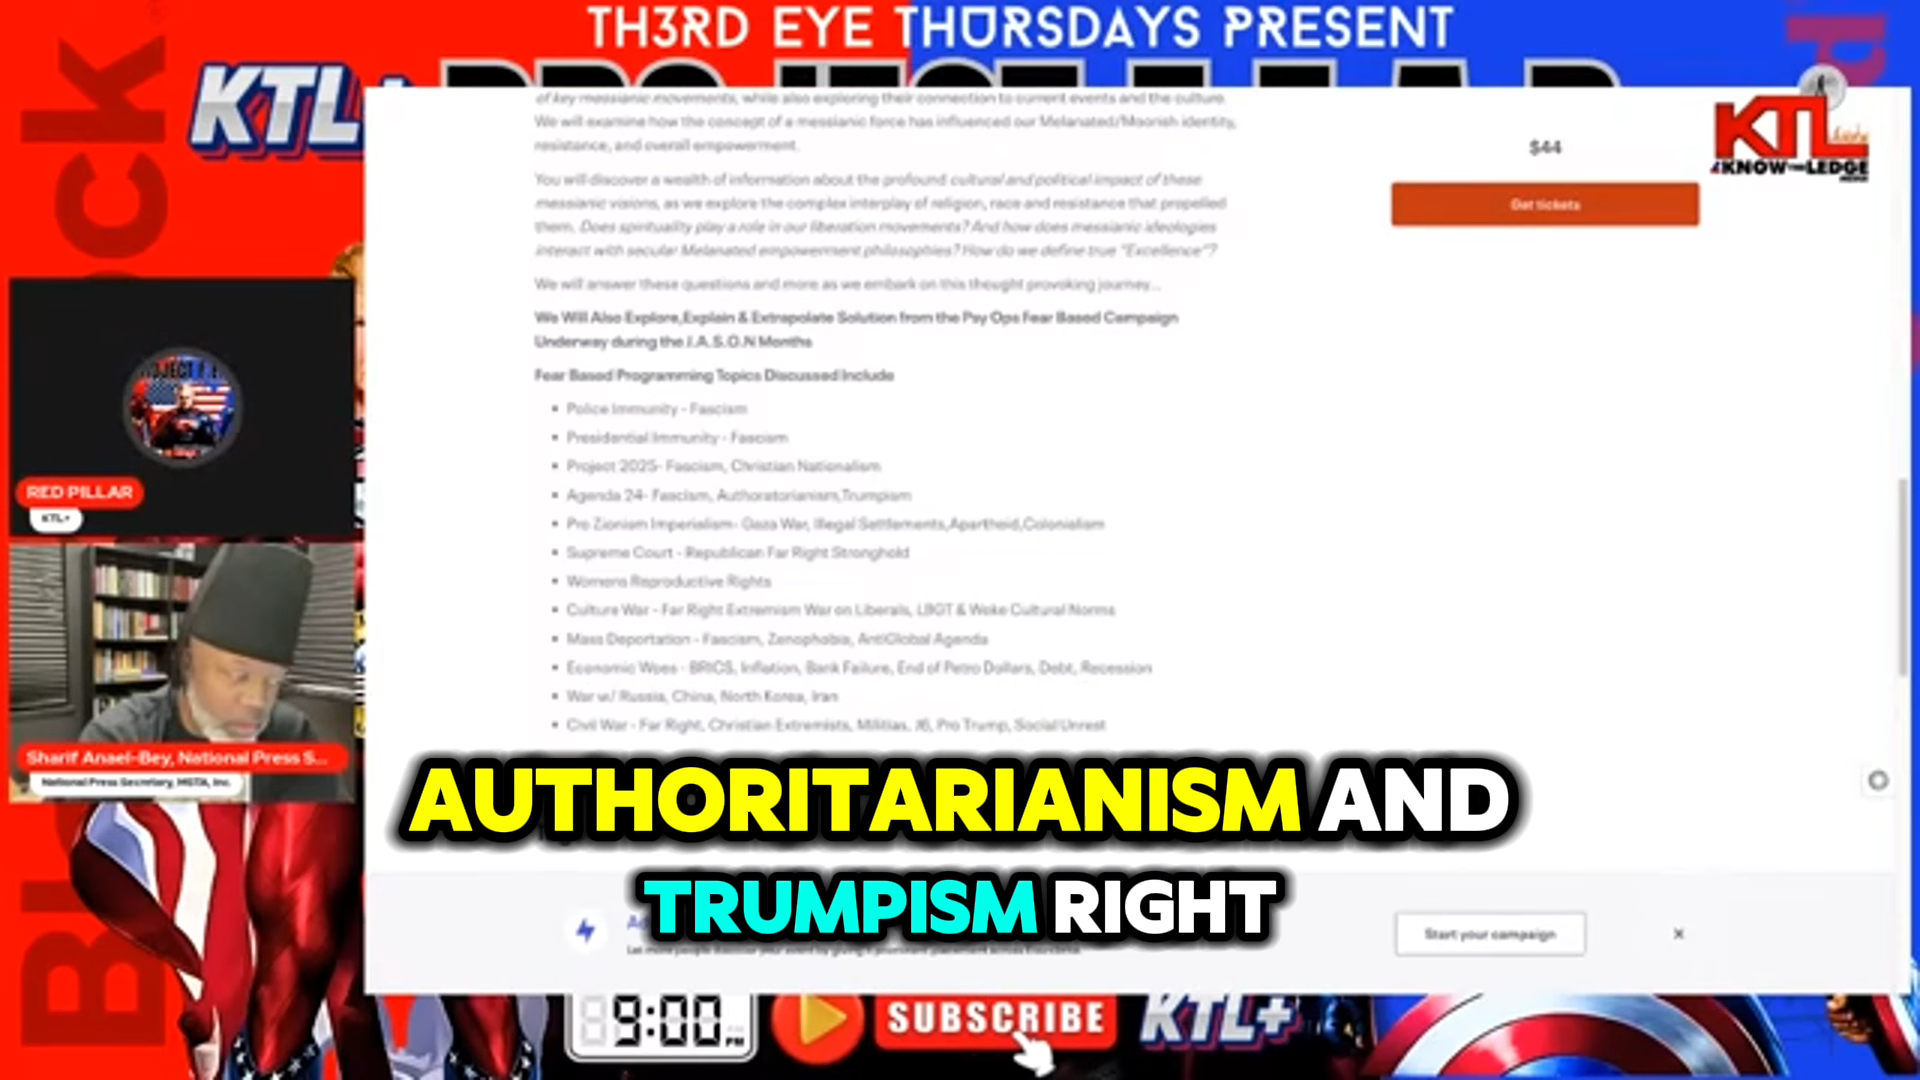 TH3RD EYE THURSDAYS PRESENT
KTL+
of key messianic movements, while also exploring their connection to current events and the culture.
We will examine how the concept of a messianic force has influenced our Melanated/Moorish identity,
resistance, and overall empowerment.
You will discover a wealth of information about the profound cultural and political impact of these
messianic visions, as we explore the complex interplay of religion, race and resistance that propelled
them. Does spirituality play a role in our liberation movements? And how does messianic ideologies
interact with secular Melanated empowerment philosophies? How do we define true "Excellence"?
We will answer these questions and more as we embark on this thought provoking journey...
We Will Also Explore,Explain & Extrapolate Solution from the Psy Ops Fear Based Campaign
Underway during the J.A.S.O.N Months
Fear Based Programming Topics Discussed Include
• Police Immunity - Fascism
• Presidential Immunity - Fascism
• Project 2025- Fascism, Christian Nationalism
• Agenda 24- Fascism, Authoratorianism,Trumpism
• Pro Zionism Imperialism- Gaza War, Illegal Settlements,Apartheid,Colonialism
• Supreme Court - Republican Far Right Stronghold
• Womens Reproductive Rights
• Culture War - Far Right Extremism War on Liberals, LBGT & Woke Cultural Norms
• Mass Deportation - Fascism, Zenophobia, AntiGlobal Agenda
• Economic Woes - BRICS, Inflation, Bank Failure, End of Petro Dollars, Debt, Recession
• War w/ Russia, China, North Korea, Iran
• Civil War - Far Right, Christian Extremists, Militias, J6, Pro Trump, Social Unrest
$44
Get tickets
KTL
KNOW THE LEDGE
MEDIA
RED PILLAR
KTL+
Sharif Anael-Bey, National Press S...
National Press Secretary, MSTA, Inc.
AUTHORITARIANISM AND
TRUMPISM RIGHT
Start your campaign
9:00 PM
SUBSCRIBE
KTL+